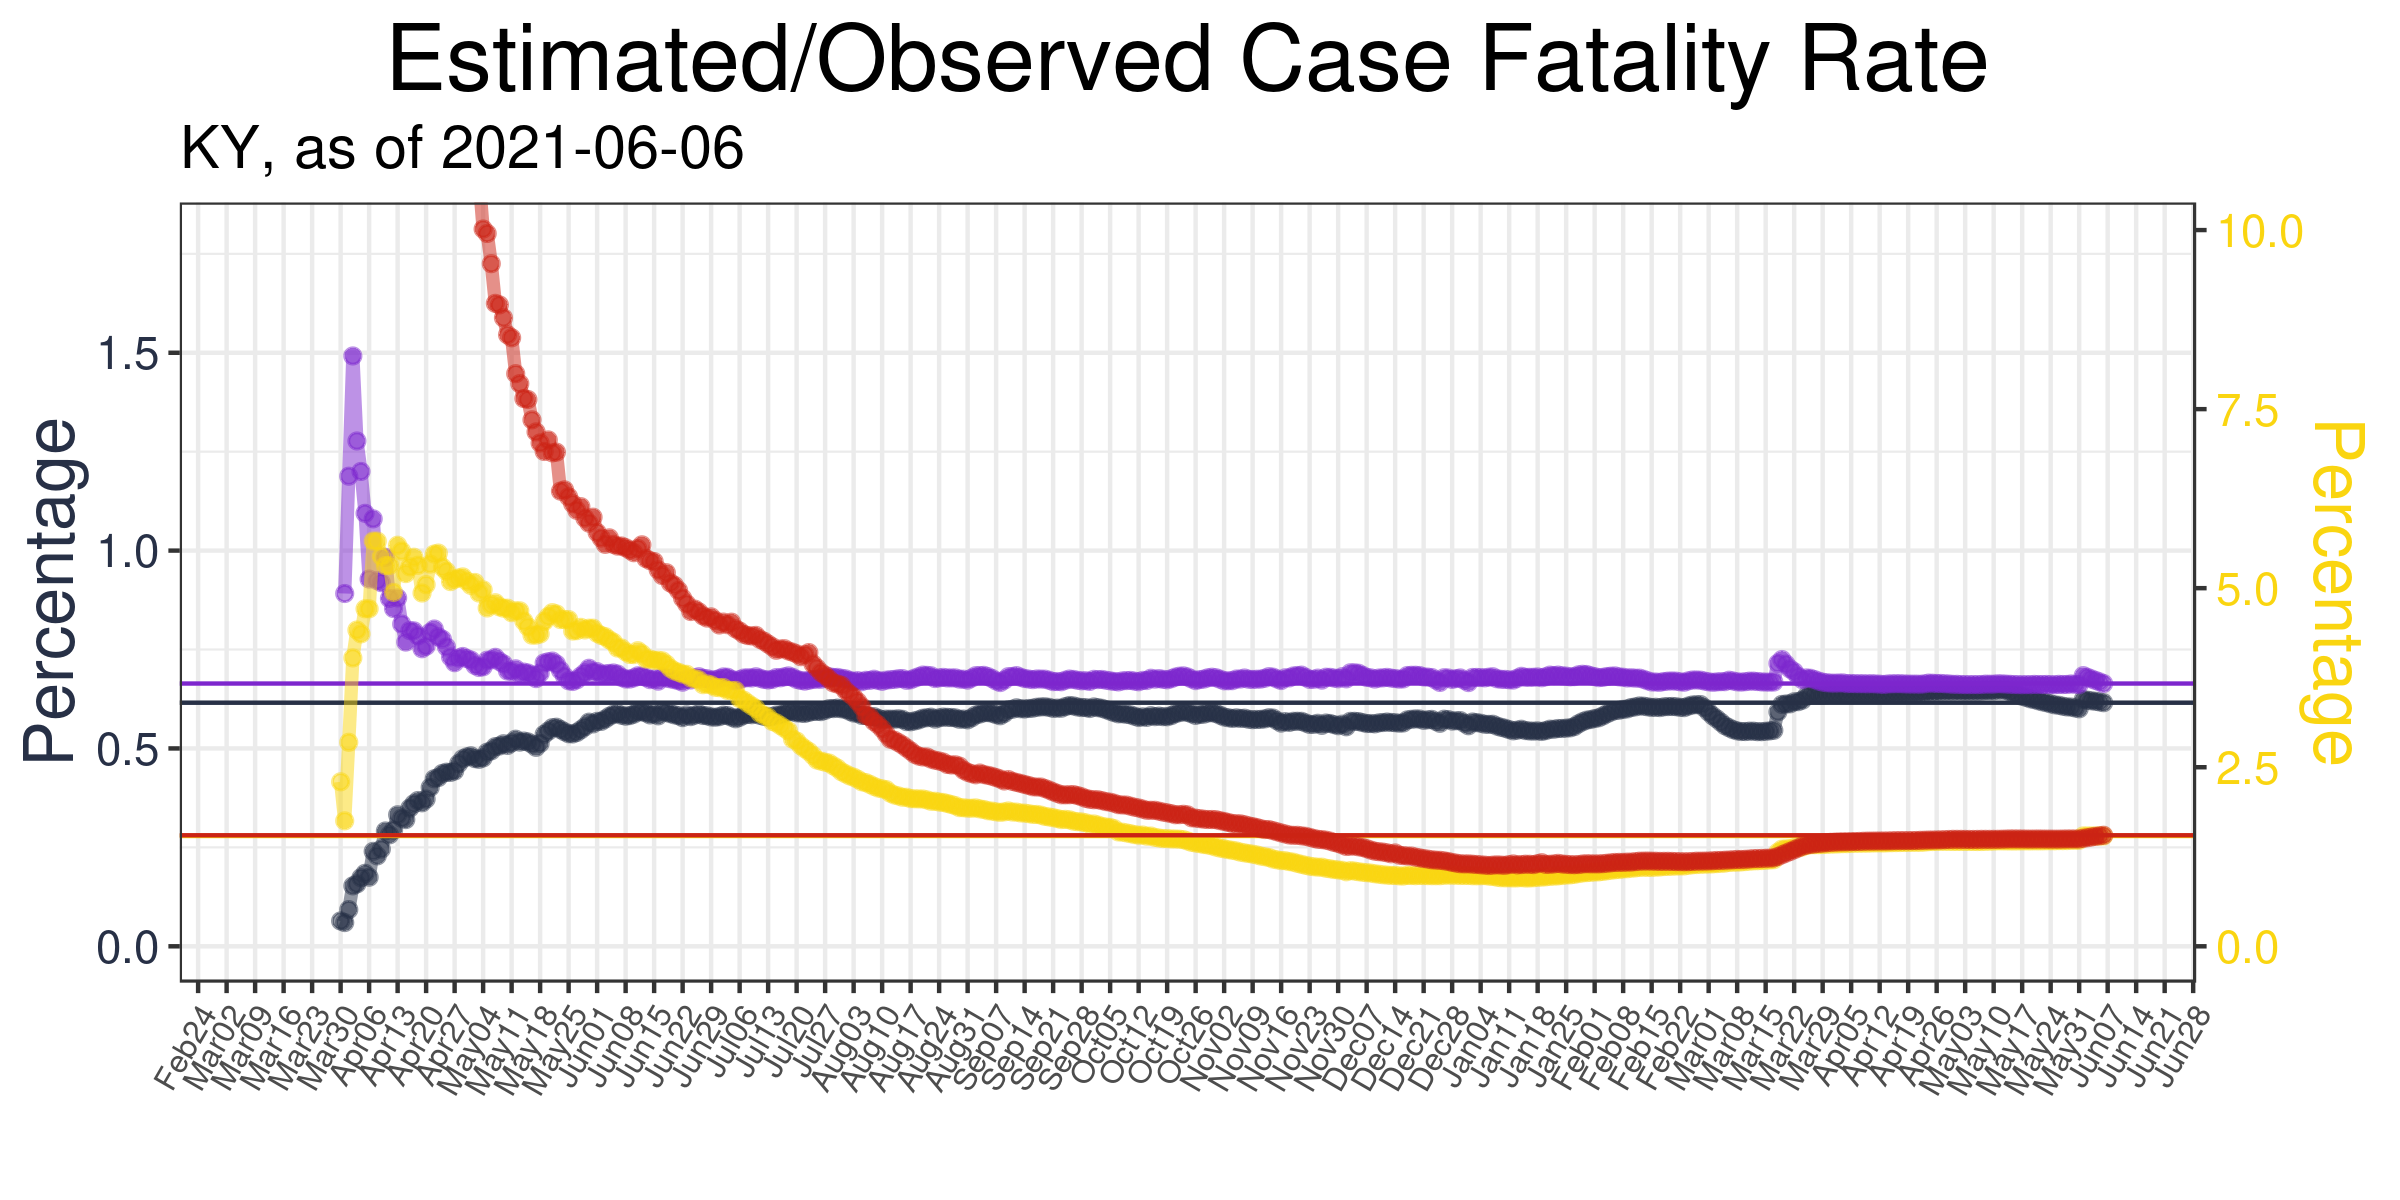 Estimated/Observed Case Fatality Rate
KY, as of 2021-06-06
Percentage
1.5
1.0
0.5
0.0
10.0
7.5
5.0
2.5
0.0
Percentage
Feb24
Mar02
Mar09
Mar16
Mar23
Mar30
Apr06
Apr13
Apr20
Apr27
May04
May11
May18
May25
Jun01
Jun08
Jun15
Jun22
Jun29
Jul06
Jul13
Jul20
Jul27
Aug03
Aug10
Aug17
Aug24
Aug31
Sep07
Sep14
Sep21
Sep28
Oct05
Oct12
Oct19
Oct26
Nov02
Nov09
Nov16
Nov23
Nov30
Dec07
Dec14
Dec21
Dec28
Jan04
Jan11
Jan18
Jan25
Feb01
Feb08
Feb15
Feb22
Mar01
Mar08
Mar15
Mar22
Mar29
Apr05
Apr12
Apr19
Apr26
May03
May10
May17
May24
May31
Jun07
Jun14
Jun21
Jun28